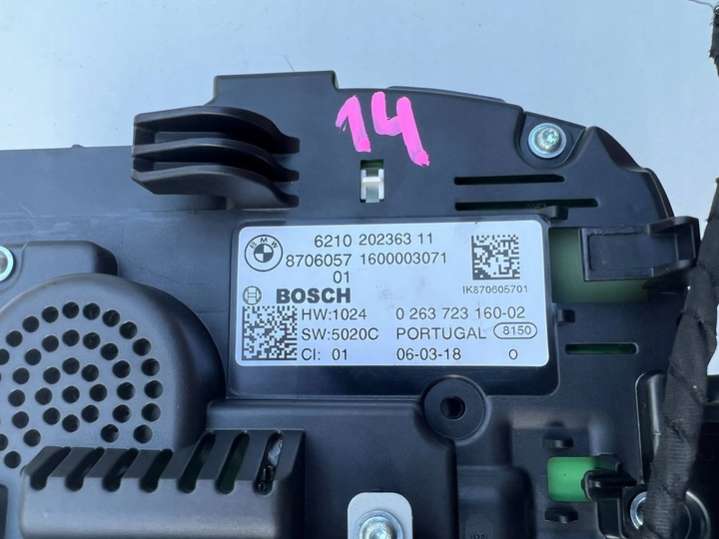 14
H
BMW
6210 202363 11
8706057 1600003071
01
IK870605701
BOSCH
HW:1024 0 263 723 160-02
SW:5020C PORTUGAL 8150
CI: 01 06-03-18 O